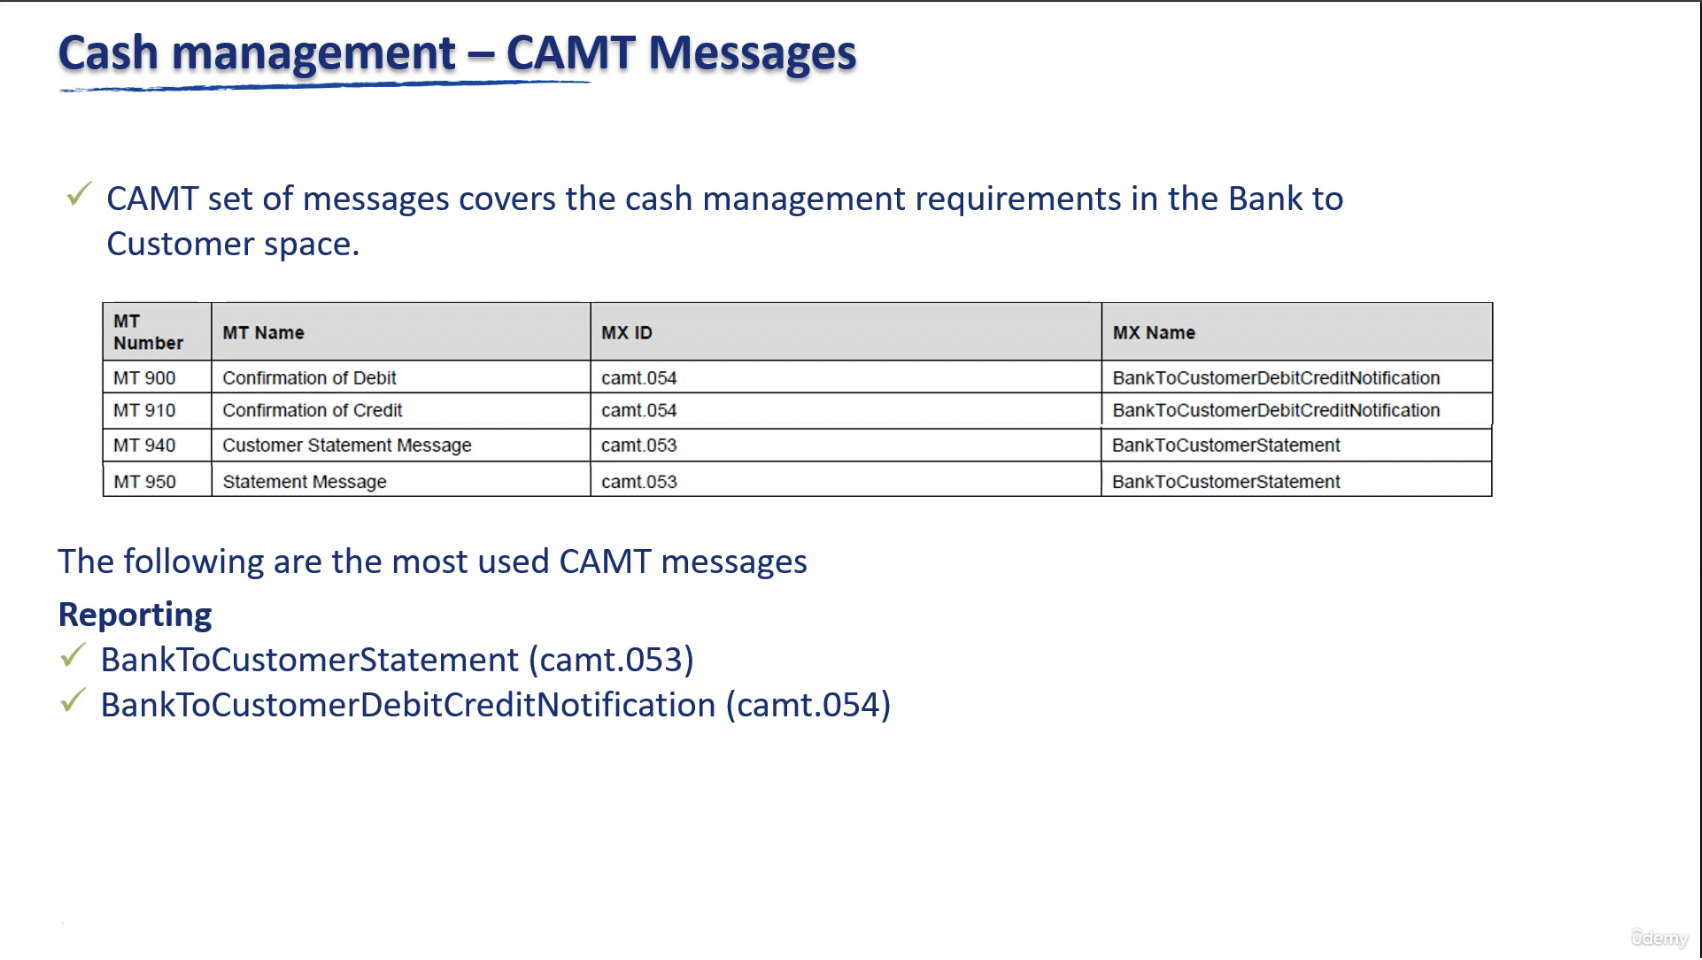 Cash management – CAMT Messages
CAMT set of messages covers the cash management requirements in the Bank to
Customer space.
MT Number MT Name MX ID MX Name
MT 900 Confirmation of Debit camt.054 BankToCustomerDebitCreditNotification
MT 910 Confirmation of Credit camt.054 BankToCustomerDebitCreditNotification
MT 940 Customer Statement Message camt.053 BankToCustomerStatement
MT 950 Statement Message camt.053 BankToCustomerStatement
The following are the most used CAMT messages
Reporting
BankToCustomerStatement (camt.053)
BankToCustomerDebitCreditNotification (camt.054)
ûdemy